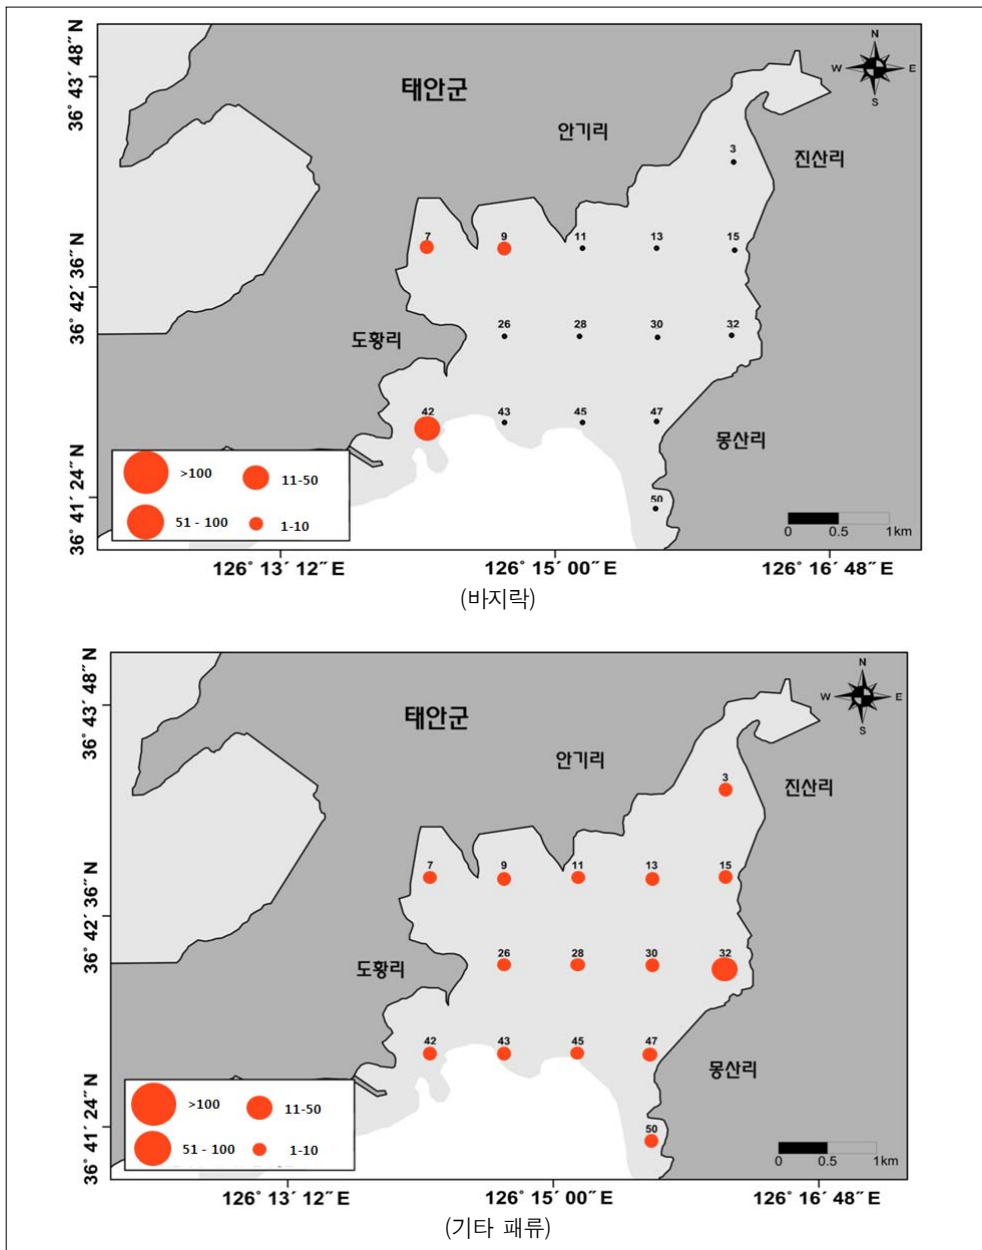 36° 43′ 48″ N
태안군
N
W E
S
안기리
3
진산리
7 9 11 13 15
36° 42′ 36″ N
26 28 30 32
도황리
42 43 45 47
몽산리
>100 11-50
51 - 100 1-10
50
36° 41′ 24″ N
0 0.5 1km
126° 13′ 12″ E 126° 15′ 00″ E 126° 16′ 48″ E
(바지락)
36° 43′ 48″ N
태안군
N
W E
S
안기리
3
진산리
7 9 11 13 15
36° 42′ 36″ N
26 28 30 32
도황리
42 43 45 47
몽산리
>100 11-50
51 - 100 1-10
50
36° 41′ 24″ N
0 0.5 1km
126° 13′ 12″ E 126° 15′ 00″ E 126° 16′ 48″ E
(기타 패류)